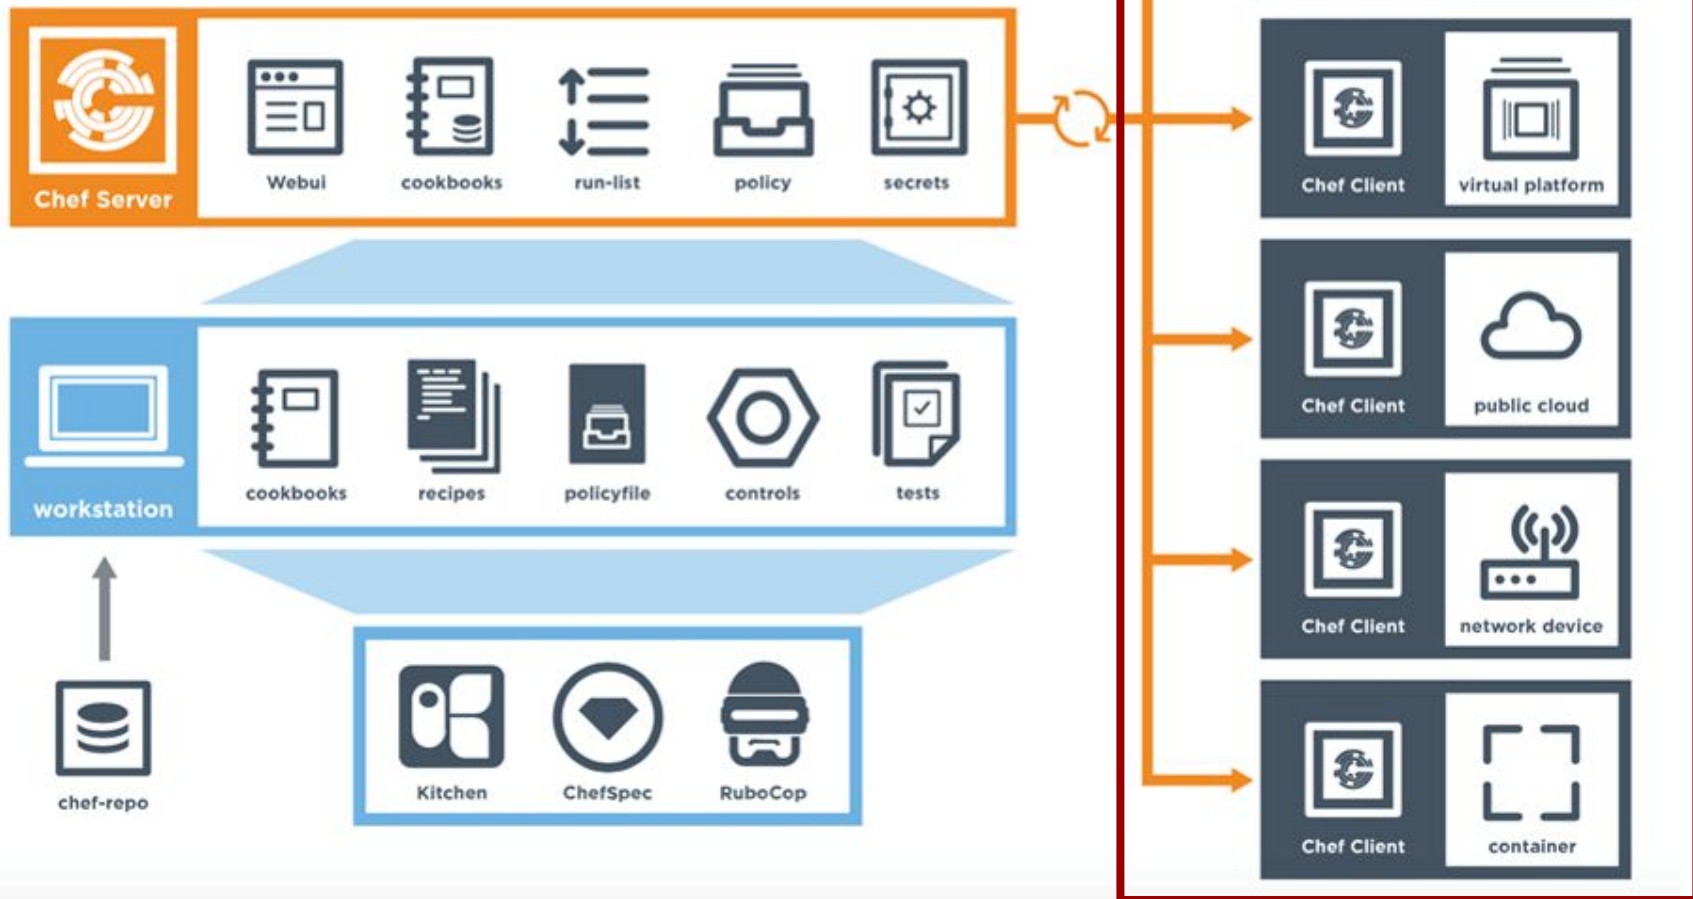 Chef Server
Webui
cookbooks
run-list
policy
secrets
workstation
cookbooks
recipes
policyfile
controls
tests
chef-repo
Kitchen
ChefSpec
RuboCop
Chef Client
virtual platform
Chef Client
public cloud
Chef Client
network device
Chef Client
container